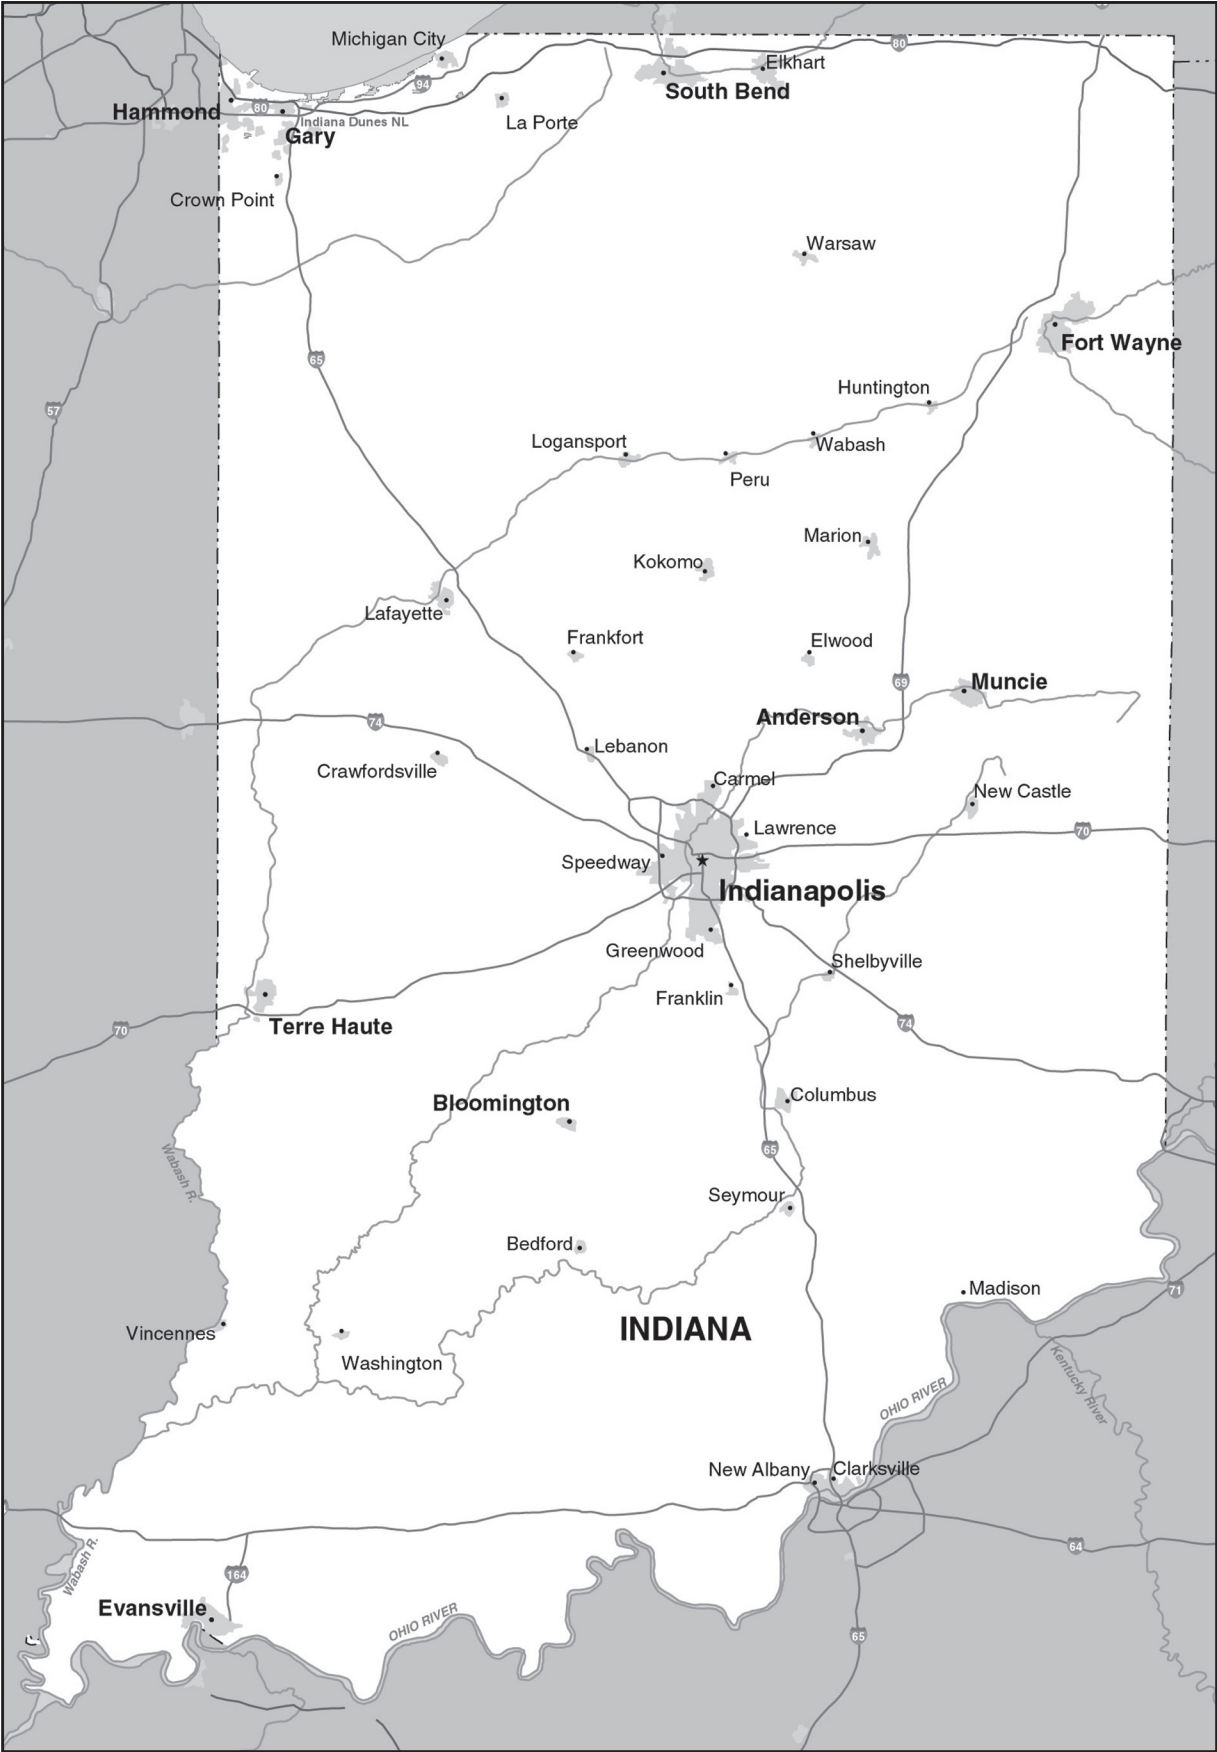 Michigan City
80
Elkhart
94
South Bend
Hammond
80
Indiana Dunes NL
La Porte
Gary
Crown Point
Warsaw
Fort Wayne
65
Huntington
57
Logansport
Wabash
Peru
Marion
Kokomo
Lafayette
Frankfort
Elwood
69
Muncie
Anderson
74
Lebanon
Crawfordsville
Carmel
New Castle
Lawrence
70
Speedway
Indianapolis
Greenwood
Shelbyville
Franklin
70
Terre Haute
74
Columbus
Bloomington
65
Wabash R.
Seymour
Bedford
Madison
71
INDIANA
Vincennes
Washington
Kentucky River
OHIO RIVER
New Albany
Clarksville
64
Wabash R.
164
Evansville
OHIO RIVER
65